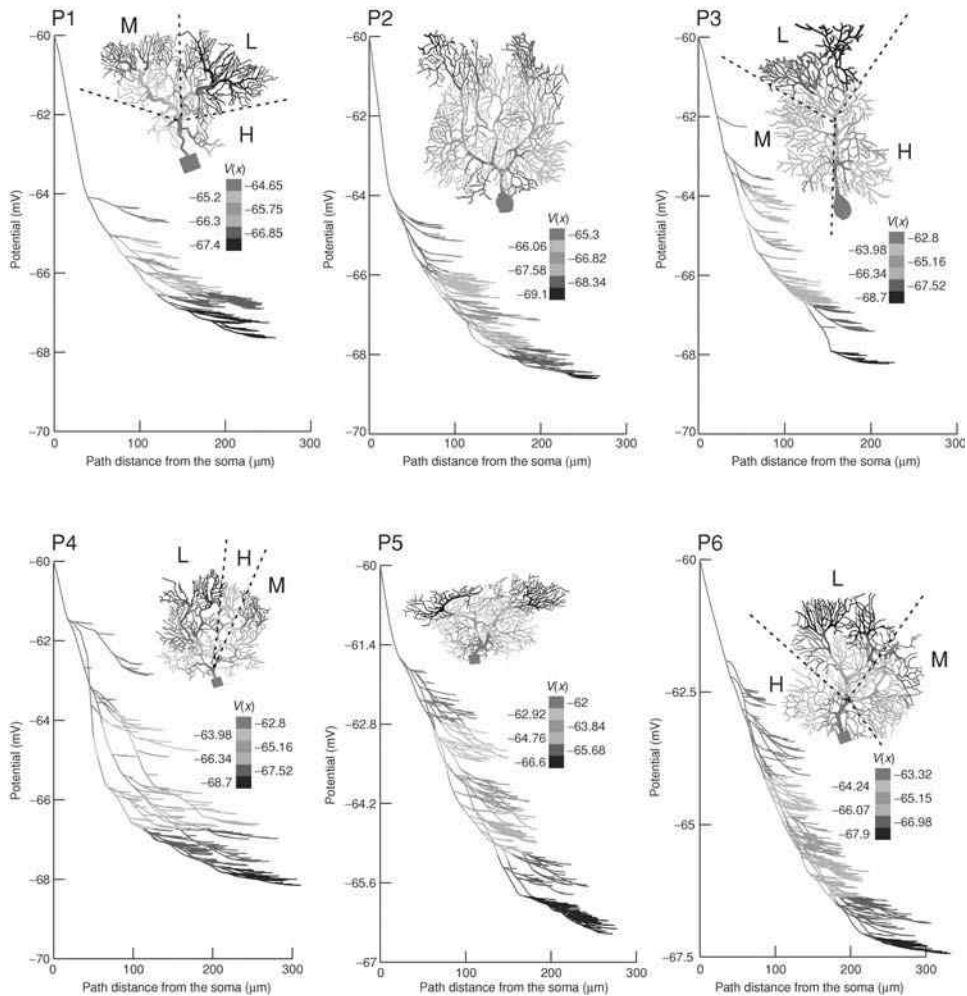 P1
−60
−62
−64
−66
−68
−70
Potential (mV)
0
100
200
300
Path distance from the soma (μm)
M
L
H
V(x)
−64.65
−65.2
−65.75
−66.3
−66.85
−67.4
P2
−60
−62
−64
−66
−68
−70
Potential (mV)
0
100
200
300
Path distance from the soma (μm)
V(x)
−65.3
−66.06
−66.82
−67.58
−68.34
−69.1
P3
−60
−62
−64
−66
−68
−70
Potential (mV)
0
100
200
300
Path distance from the soma (μm)
L
M
H
V(x)
−62.8
−63.98
−65.16
−66.34
−67.52
−68.7
P4
−60
−62
−64
−66
−68
−70
Potential (mV)
0
100
200
300
Path distance from the soma (μm)
L
H
M
V(x)
−62.8
−63.98
−65.16
−66.34
−67.52
−68.7
P5
−60
−61.4
−62.8
−64.2
−65.6
−67
Potential (mV)
0
100
200
300
Path distance from the soma (μm)
V(x)
−62
−62.92
−63.84
−64.76
−65.68
−66.6
P6
−60
−62.5
−65
−67.5
Potential (mV)
0
100
200
300
Path distance from the soma (μm)
L
M
H
V(x)
−63.32
−64.24
−65.15
−66.07
−66.98
−67.9